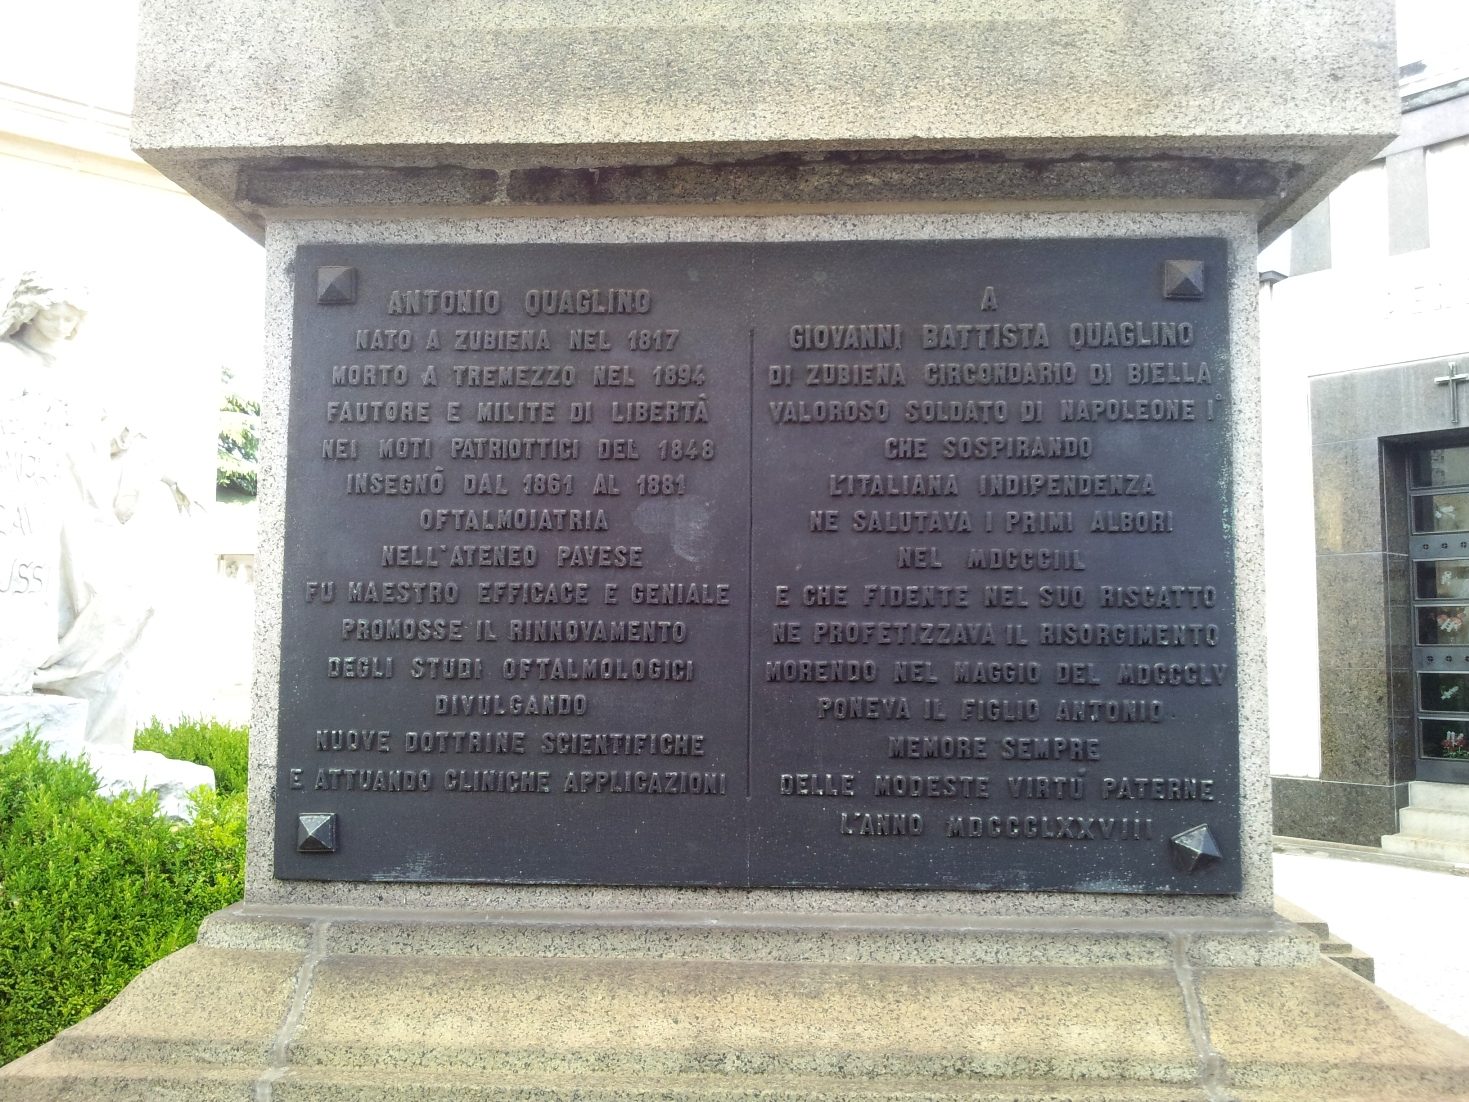 ANTONIO QUAGLINO
NATO A ZUBIENA NEL 1817
MORTO A TREMEZZO NEL 1894
FAUTORE E MILITE DI LIBERTÀ
NEI MOTI PATRIOTTICI DEL 1848
INSEGNÓ DAL 1861 AL 1881
OFTALMOIATRIA
NELL'ATENEO PAVESE
FU MAESTRO EFFICACE E GENIALE
PROMOSSE IL RINNOVAMENTO
DEGLI STUDI OFTALMOLOGICI
DIVULGANDO
NUOVE DOTTRINE SCIENTIFICHE
E ATTUANDO CLINICHE APPLICAZIONI
A
GIOVANNI BATTISTA QUAGLINO
DI ZUBIENA CIRCONDARIO DI BIELLA
VALOROSO SOLDATO DI NAPOLEONE I°
CHE SOSPIRANDO
L'ITALIANA INDIPENDENZA
NE SALUTAVA I PRIMI ALBORI
NEL MDCCCIIL
E CHE FIDENTE NEL SUO RISCATTO
NE PROFETIZZAVA IL RISORGIMENTO
MORENDO NEL MAGGIO DEL MDCCCLV
PONEVA IL FIGLIO ANTONIO
MEMORE SEMPRE
DELLE MODESTE VIRTÚ PATERNE
L'ANNO MDCCCLXXVIII